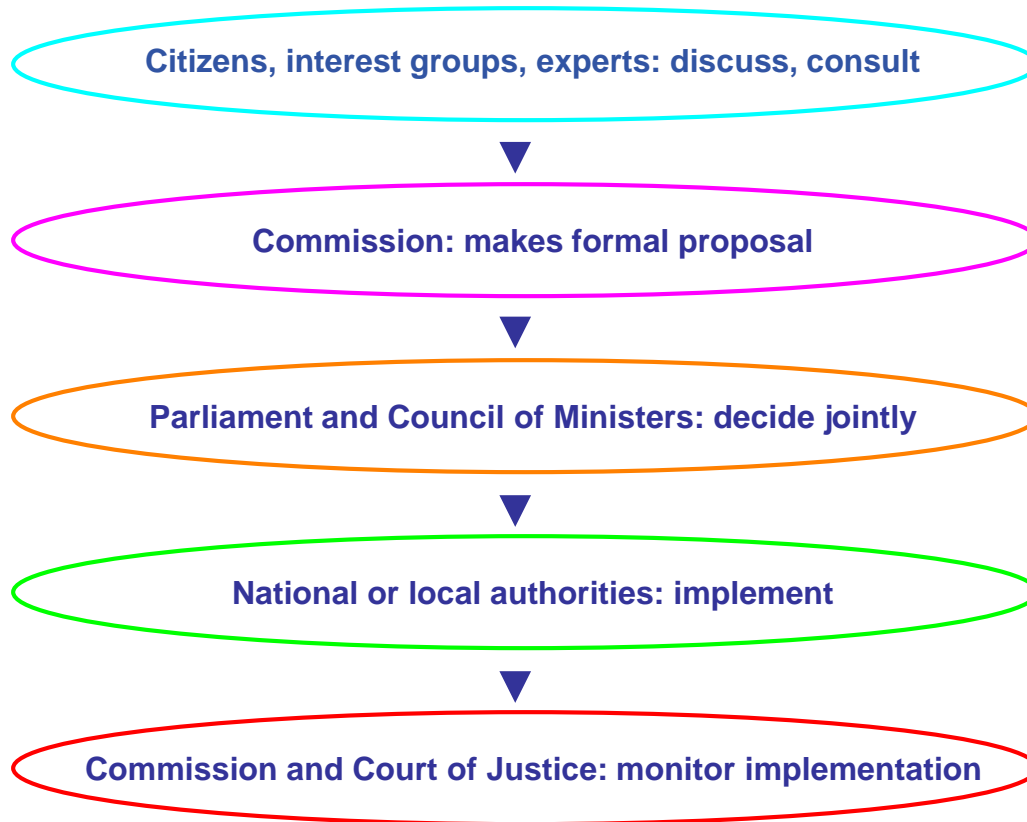 Citizens, interest groups, experts: discuss, consult
Commission: makes formal proposal
Parliament and Council of Ministers: decide jointly
National or local authorities: implement
Commission and Court of Justice: monitor implementation